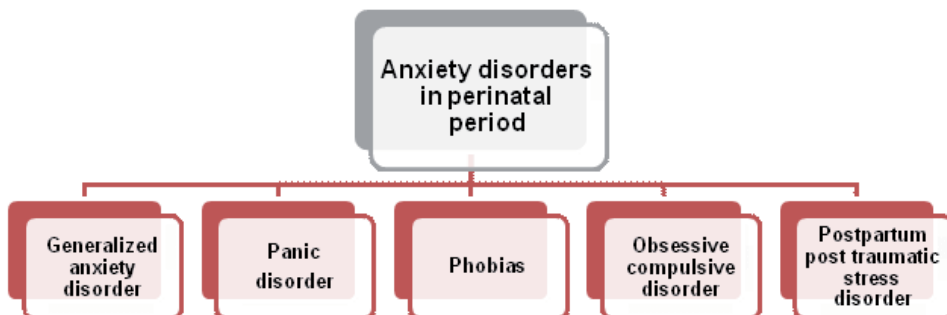 Anxiety disorders
in perinatal
period
Generalized
anxiety
disorder
Panic
disorder
Phobias
Obsessive
compulsive
disorder
Postpartum
post traumatic
stress
disorder